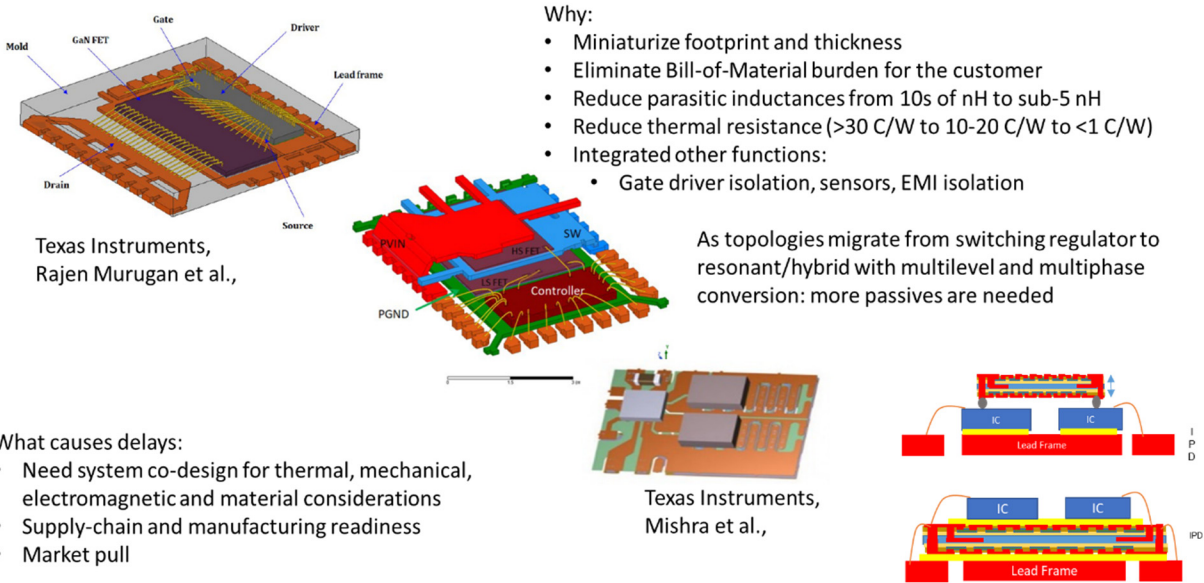 Gate
Driver
GaN FET
Mold
Lead frame
Drain
Source
Texas Instruments,
Rajen Murugan et al.,
Why:
• Miniaturize footprint and thickness
• Eliminate Bill-of-Material burden for the customer
• Reduce parasitic inductances from 10s of nH to sub-5 nH
• Reduce thermal resistance (>30 C/W to 10-20 C/W to <1 C/W)
• Integrated other functions:
• Gate driver isolation, sensors, EMI isolation
PVIN
SW
HS FET
LS FET
Controller
PGND
As topologies migrate from switching regulator to
resonant/hybrid with multilevel and multiphase
conversion: more passives are needed
What causes delays:
Need system co-design for thermal, mechanical,
electromagnetic and material considerations
Supply-chain and manufacturing readiness
Market pull
Texas Instruments,
Mishra et al.,
IC
IC
Lead Frame
I
P
D
IC
IC
IPD
Lead Frame